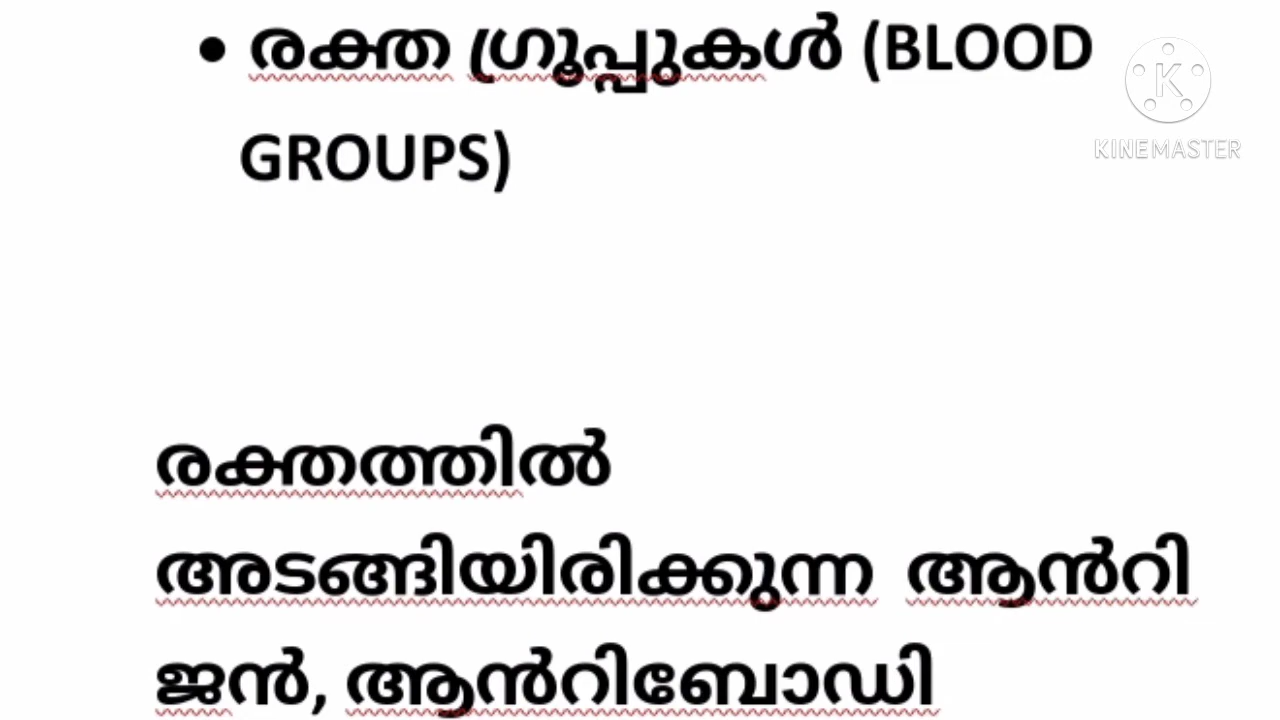 • രക്ത ഗ്രൂപ്പുകൾ (BLOOD
GROUPS)
K
KINEMASTER
രക്തത്തിൽ
അടങ്ങിയിരിക്കുന്ന ആൻറി
ജൻ, ആൻറിബോഡി